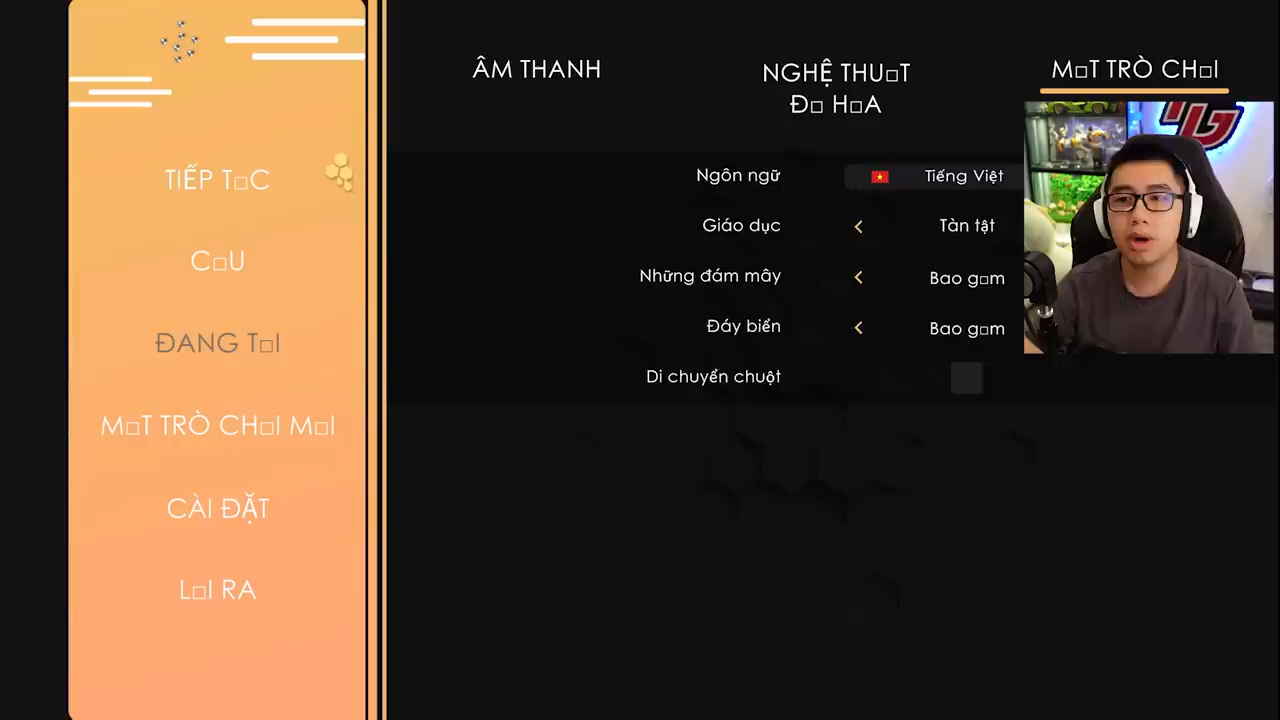 ÂM THANH
NGHỆ THU□T
Đ□ H□A
M□T TRÒ CH□I
TIẾP T□C
C□U
ĐANG T□I
M□T TRÒ CH□I M□I
CÀI ĐẶT
L□I RA
Ngôn ngữ
Tiếng Việt
Giáo dục
Tàn tật
Những đám mây
Bao g□m
Đáy biển
Bao g□m
Di chuyển chuột